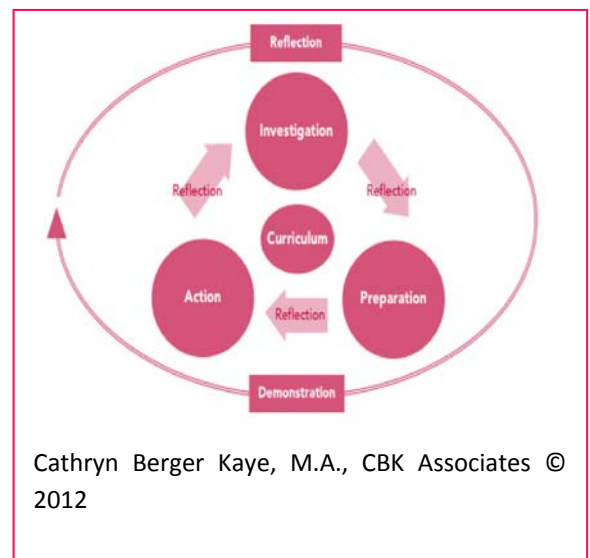 Reflection
Investigation
Reflection
Reflection
Curriculum
Action
Preparation
Reflection
Demonstration
Cathryn Berger Kaye, M.A., CBK Associates ©
2012